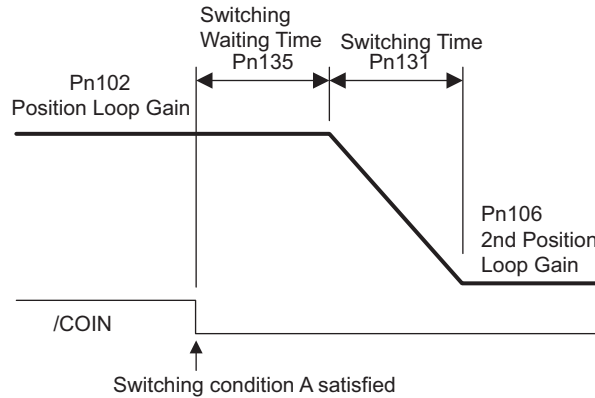 Switching
Waiting Time
Pn135
Switching Time
Pn131
Pn102
Position Loop Gain
Pn106
2nd Position
Loop Gain
/COIN
Switching condition A satisfied